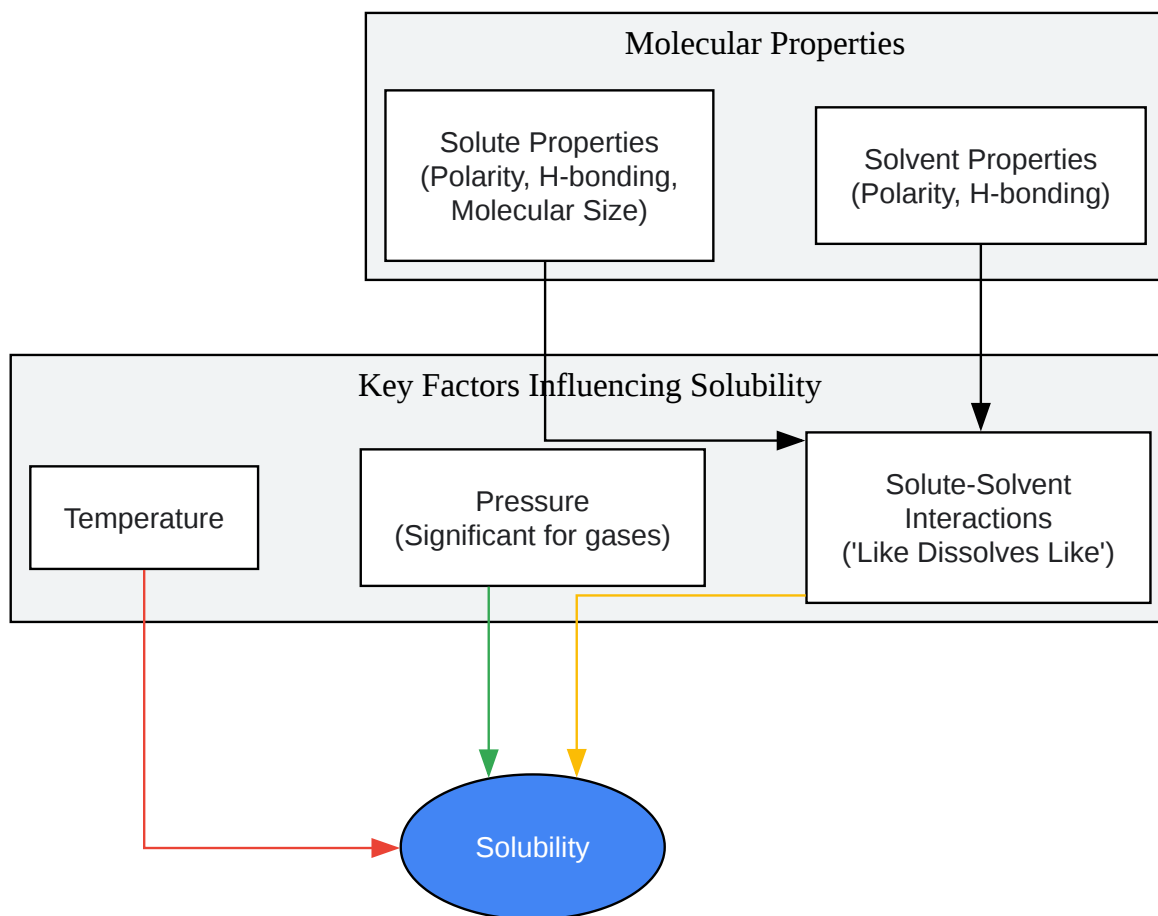 Molecular Properties
Solute Properties
(Polarity, H-bonding,
Molecular Size)
Solvent Properties
(Polarity, H-bonding)
Key Factors Influencing Solubility
Temperature
Pressure
(Significant for gases)
Solute-Solvent
Interactions
('Like Dissolves Like')
Solubility